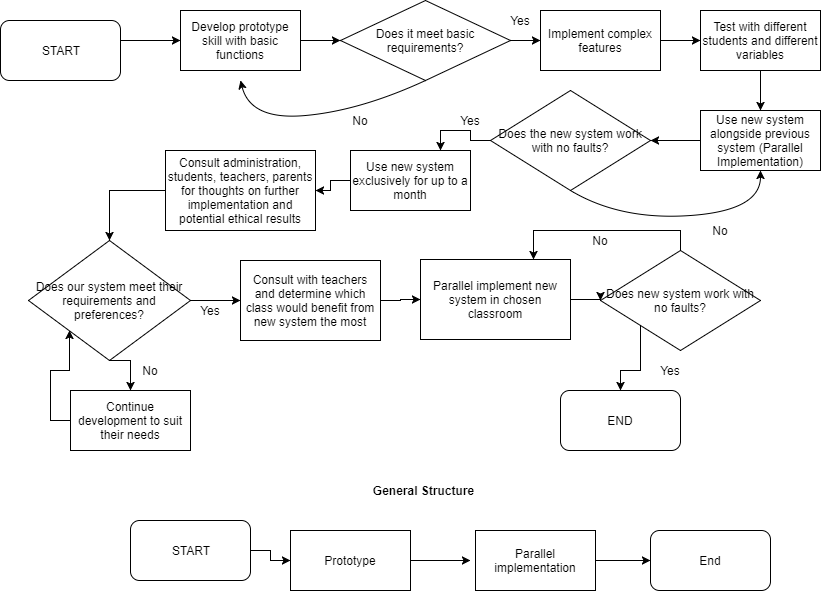 START
Develop prototype
skill with basic
functions
Does it meet basic
requirements?
Yes
Implement complex
features
Test with different
students and different
variables
No
Use new system
alongside previous
system (Parallel
Implementation)
Does the new system work
with no faults?
Yes
No
Use new system
exclusively for up to a
month
Consult administration,
students, teachers, parents
for thoughts on further
implementation and
potential ethical results
Does our system meet their
requirements and
preferences?
Yes
No
Continue
development to suit
their needs
Consult with teachers
and determine which
class would benefit from
new system the most
Parallel implement new
system in chosen
classroom
No
Does new system work with
no faults?
Yes
END
General Structure
START
Prototype
Parallel
implementation
End